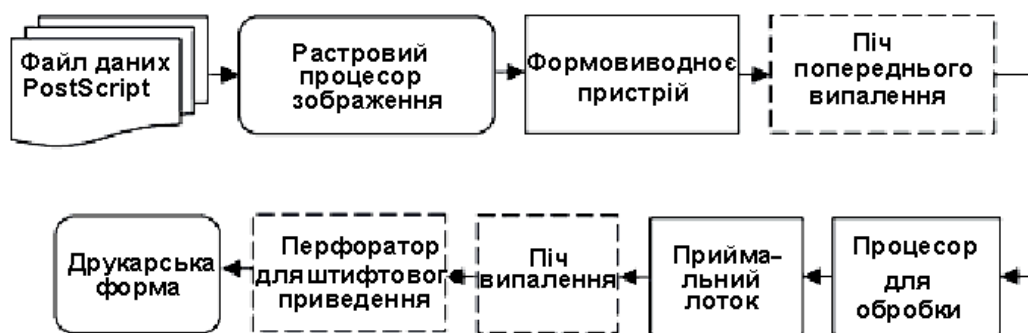 Файл даних
PostScript
Растровий
процесор
зображення
Формовиводноє
пристрій
Піч
попереднього
випалення
Друкарська
форма
Перфоратор
для штифтового
приведення
Піч
випалення
Прийма-
льний
лоток
Процесор
для
обробки